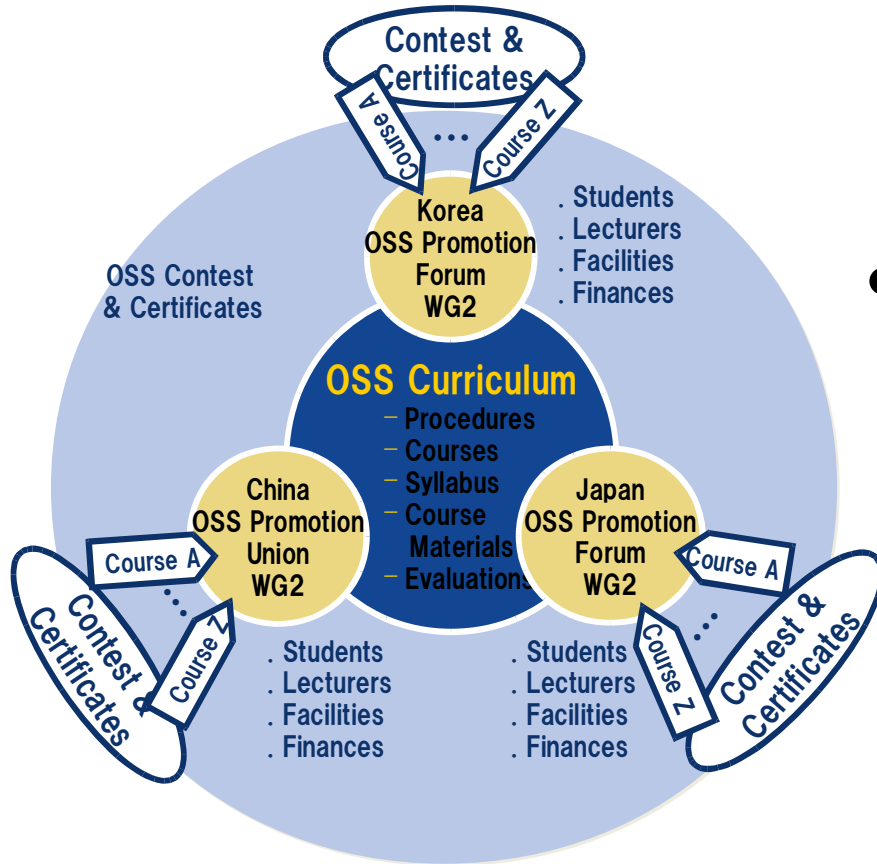 Contest &
Certificates
Course A
...
Course Z
Korea
OSS Promotion
Forum
WG2
. Students
. Lecturers
. Facilities
. Finances
OSS Contest
& Certificates
OSS Curriculum
– Procedures
– Courses
– Syllabus
– Course
Materials
– Evaluations
China
OSS Promotion
Union
WG2
Japan
OSS Promotion
Forum
WG2
Course A
....
Course Z
Contest &
Certificates
Course A
...
Course Z
Contest &
Certificates
. Students
. Lecturers
. Facilities
. Finances
. Students
. Lecturers
. Facilities
. Finances